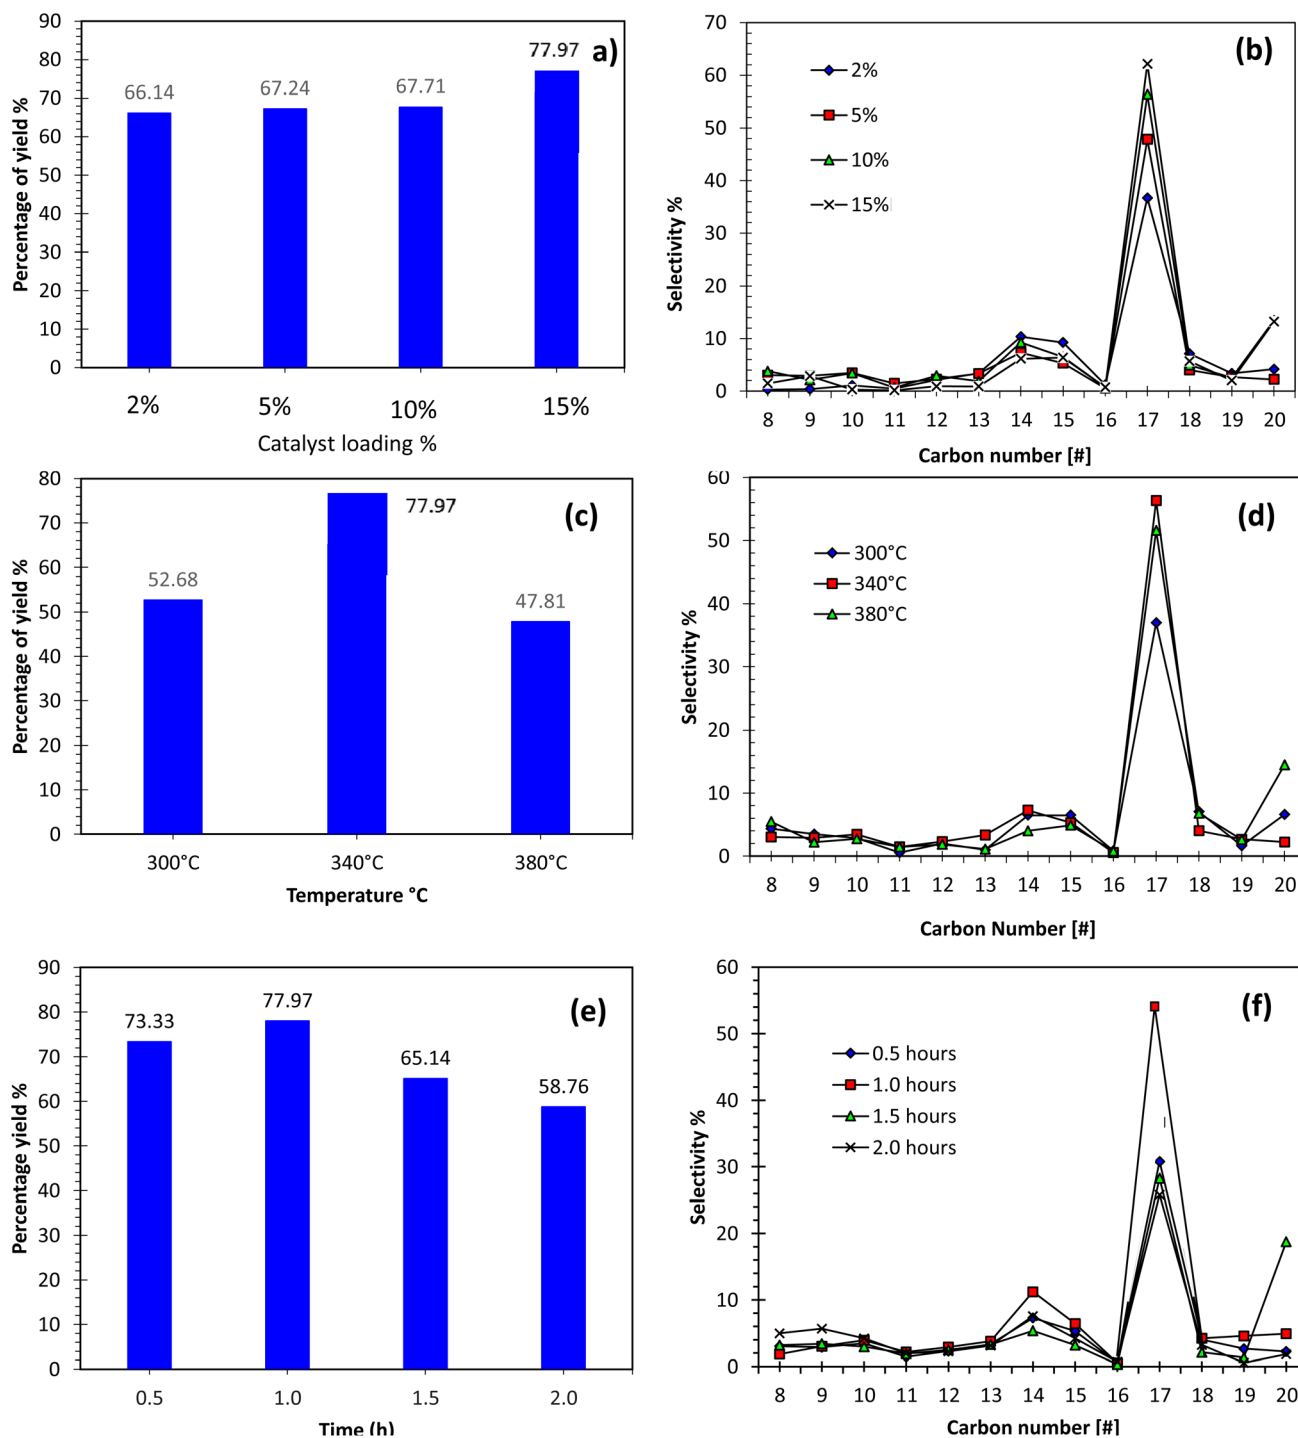 a)
90
80
70
60
50
40
30
20
10
0
Percentage of yield %
66.14
67.24
67.71
77.97
2%
5%
10%
15%
Catalyst loading %
(b)
70
60
50
40
30
20
10
0
Selectivity %
2%
5%
10%
15%
8 9 10 11 12 13 14 15 16 17 18 19 20
Carbon number [#]
(c)
80
70
60
50
40
30
20
10
0
Percentage of yield %
52.68
77.97
47.81
300°C
340°C
380°C
Temperature °C
(d)
60
50
40
30
20
10
0
Selectivity %
300°C
340°C
380°C
8 9 10 11 12 13 14 15 16 17 18 19 20
Carbon Number [#]
(e)
90
80
70
60
50
40
30
20
10
0
Percentage yield %
73.33
77.97
65.14
58.76
0.5
1.0
1.5
2.0
Time (h)
(f)
60
50
40
30
20
10
0
Selectivity %
0.5 hours
1.0 hours
1.5 hours
2.0 hours
8 9 10 11 12 13 14 15 16 17 18 19 20
Carbon number [#]